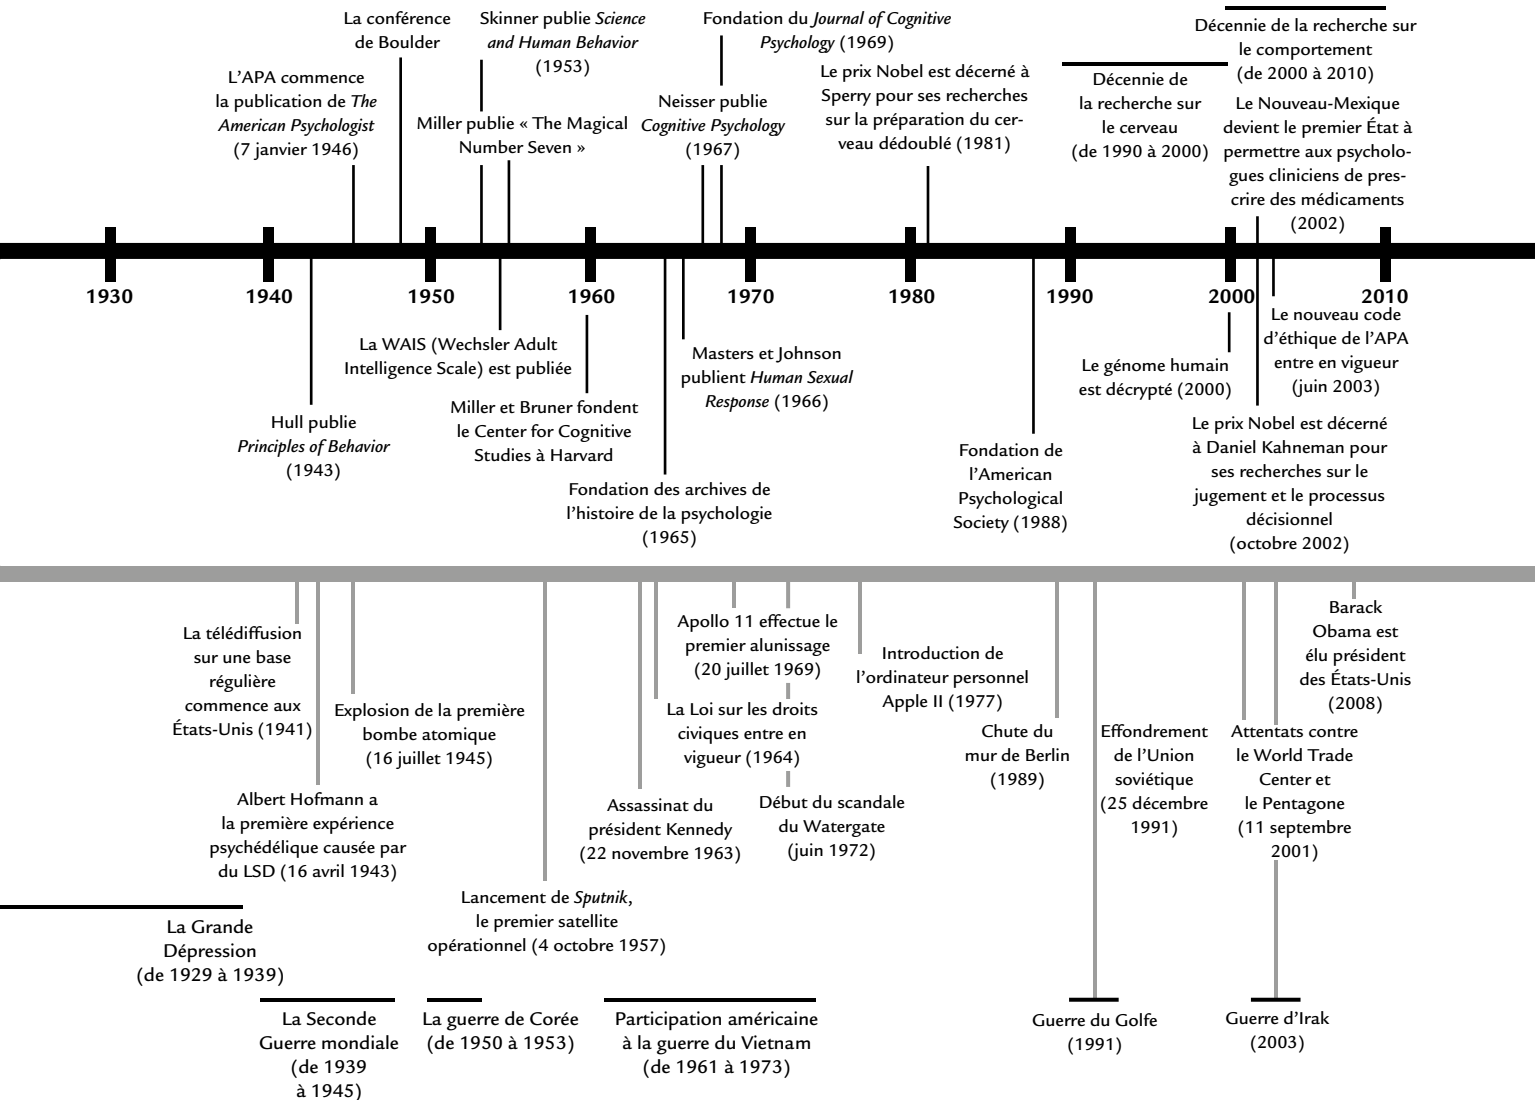 La conférence
de Boulder
Skinner publie Science
and Human Behavior
(1953)
Fondation du Journal of Cognitive
Psychology (1969)
Décennie de la recherche sur
le comportement
(de 2000 à 2010)
L'APA commence
la publication de The
American Psychologist
(7 janvier 1946)
Miller publie « The Magical
Number Seven »
Neisser publie
Cognitive Psychology
(1967)
Le prix Nobel est décerné à
Sperry pour ses recherches
sur la préparation du cer-
veau dédoublé (1981)
Décennie de
la recherche sur
le cerveau
(de 1990 à 2000)
Le Nouveau-Mexique
devient le premier État à
permettre aux psycholo-
gues cliniciens de pres-
crire des médicaments
(2002)
1930
1940
1950
1960
1970
1980
1990
2000
2010
Hull publie
Principles of Behavior
(1943)
La WAIS (Wechsler Adult
Intelligence Scale) est publiée
Miller et Bruner fondent
le Center for Cognitive
Studies à Harvard
Fondation des archives de
l'histoire de la psychologie
(1965)
Masters et Johnson
publient Human Sexual
Response (1966)
Fondation de
l'American
Psychological
Society (1988)
Le génome humain
est décrypté (2000)
Le nouveau code
d'éthique de l'APA
entre en vigueur
(juin 2003)
Le prix Nobel est décerné
à Daniel Kahneman pour
ses recherches sur le
jugement et le processus
décisionnel
(octobre 2002)
La télédiffusion
sur une base
régulière
commence aux
États-Unis (1941)
Albert Hofmann a
la première expérience
psychédélique causée par
du LSD (16 avril 1943)
Explosion de la première
bombe atomique
(16 juillet 1945)
Lancement de Sputnik,
le premier satellite
opérationnel (4 octobre 1957)
Assassinat du
président Kennedy
(22 novembre 1963)
Apollo 11 effectue le
premier alunissage
(20 juillet 1969)
La Loi sur les droits
civiques entre en
vigueur (1964)
Début du scandale
du Watergate
(juin 1972)
Introduction de
l'ordinateur personnel
Apple II (1977)
Chute du
mur de Berlin
(1989)
Effondrement
de l'Union
soviétique
(25 décembre
1991)
Attentats contre
le World Trade
Center et
le Pentagone
(11 septembre
2001)
Barack
Obama est
élu président
des États-Unis
(2008)
La Grande
Dépression
(de 1929 à 1939)
La Seconde
Guerre mondiale
(de 1939
à 1945)
La guerre de Corée
(de 1950 à 1953)
Participation américaine
à la guerre du Vietnam
(de 1961 à 1973)
Guerre du Golfe
(1991)
Guerre d'Irak
(2003)